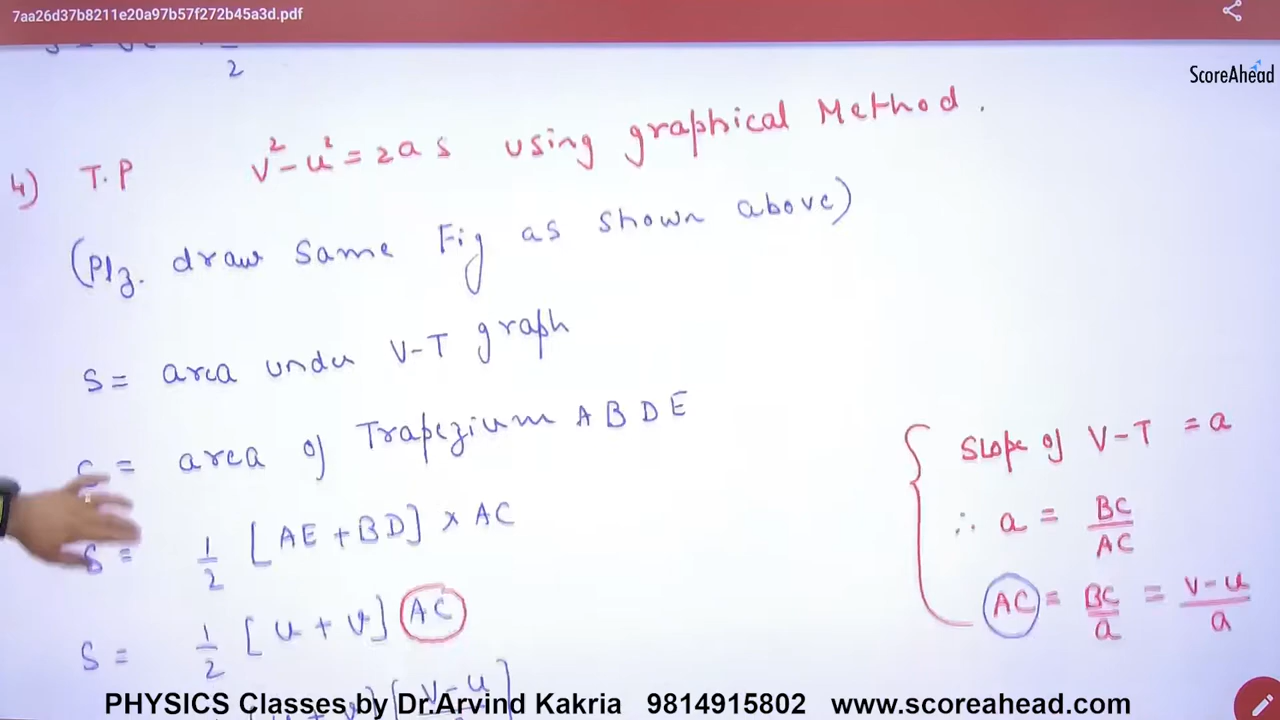 7aa26d37b8211e20a97b57f272b45a3d.pdf
ScoreAhead
2
4) T.P v² - u² = 2as using graphical Method.
(Plz. draw same Fig as shown above)
S = area under V-T graph
S = area of Trapezium ABDE
S = 1/2 [AE + BD] × AC
S = 1/2 [u + v] AC
v - u
Slope of V-T = a
∴ a = BC/AC
AC = BC/a = v-u/a
PHYSICS Classes by Dr.Arvind Kakria 9814915802 www.scoreahead.com